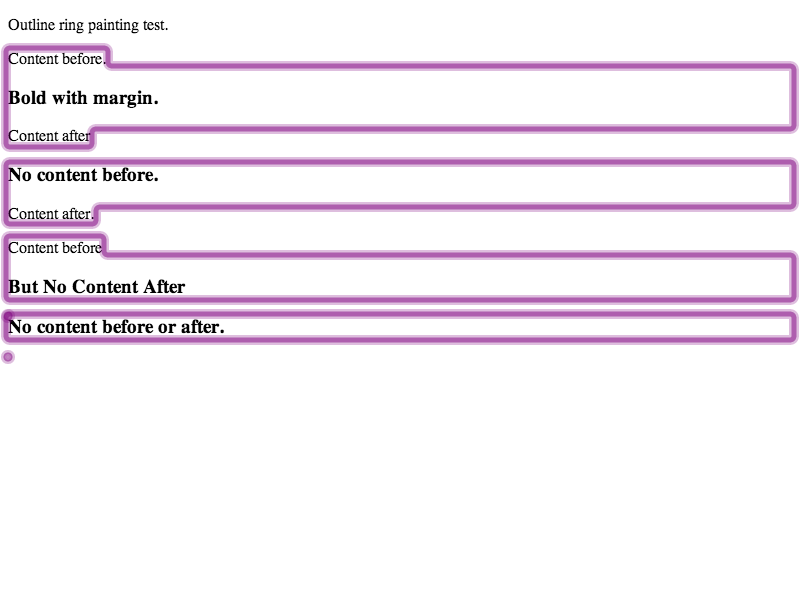 Outline ring painting test.
Content before.
Bold with margin.
Content after
No content before.
Content after.
Content before
But No Content After
No content before or after.